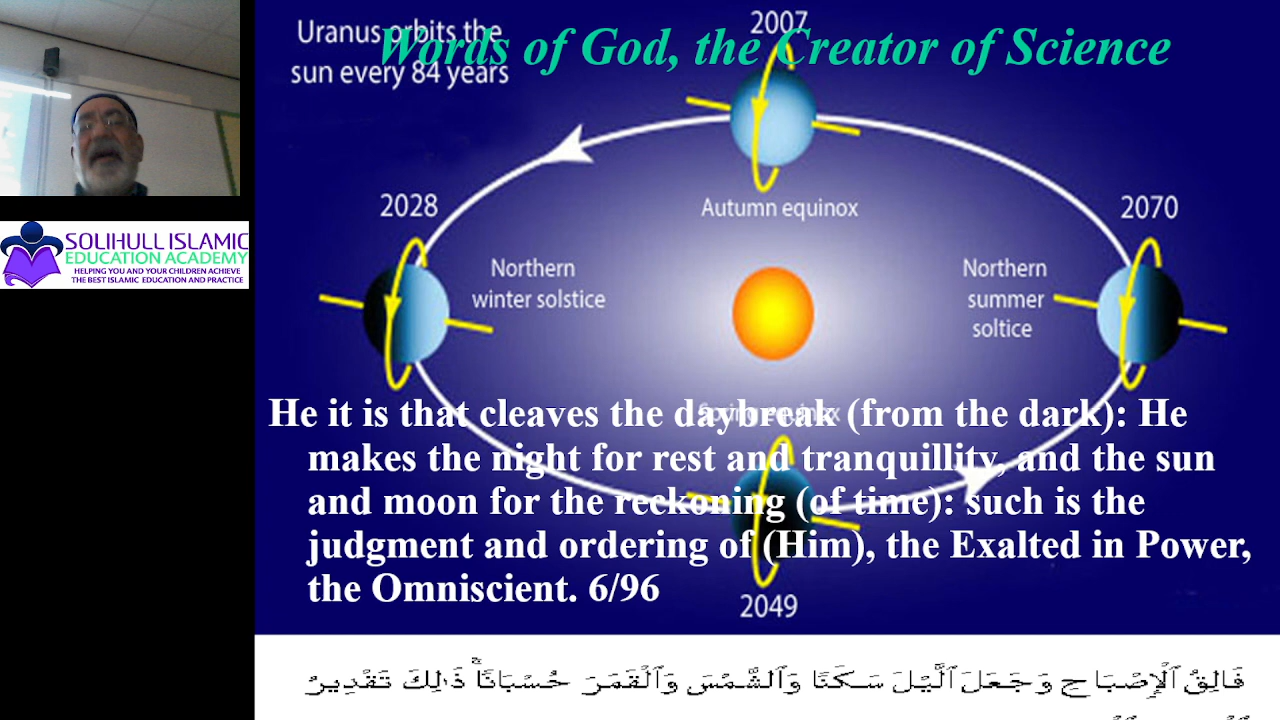 Words of God, the Creator of Science
Uranus orbits the
sun every 84 years
2007
Autumn equinox
2028
Northern
winter solstice
2070
Northern
summer
soltice
Spring equinox
2049
He it is that cleaves the daybreak (from the dark): He
makes the night for rest and tranquillity, and the sun
and moon for the reckoning (of time): such is the
judgment and ordering of (Him), the Exalted in Power,
the Omniscient. 6/96
فَالِقُ ٱلْإِصْبَاحِ وَجَعَلَ ٱلَّيْلَ سَكَنًا وَٱلشَّمْسَ وَٱلْقَمَرَ حُسْبَانًا ۚ ذَٰلِكَ تَقْدِيرُ
SOLIHULL ISLAMIC
EDUCATION ACADEMY
HELPING YOU AND YOUR CHILDREN ACHIEVE
THE BEST ISLAMIC EDUCATION AND PRACTICE